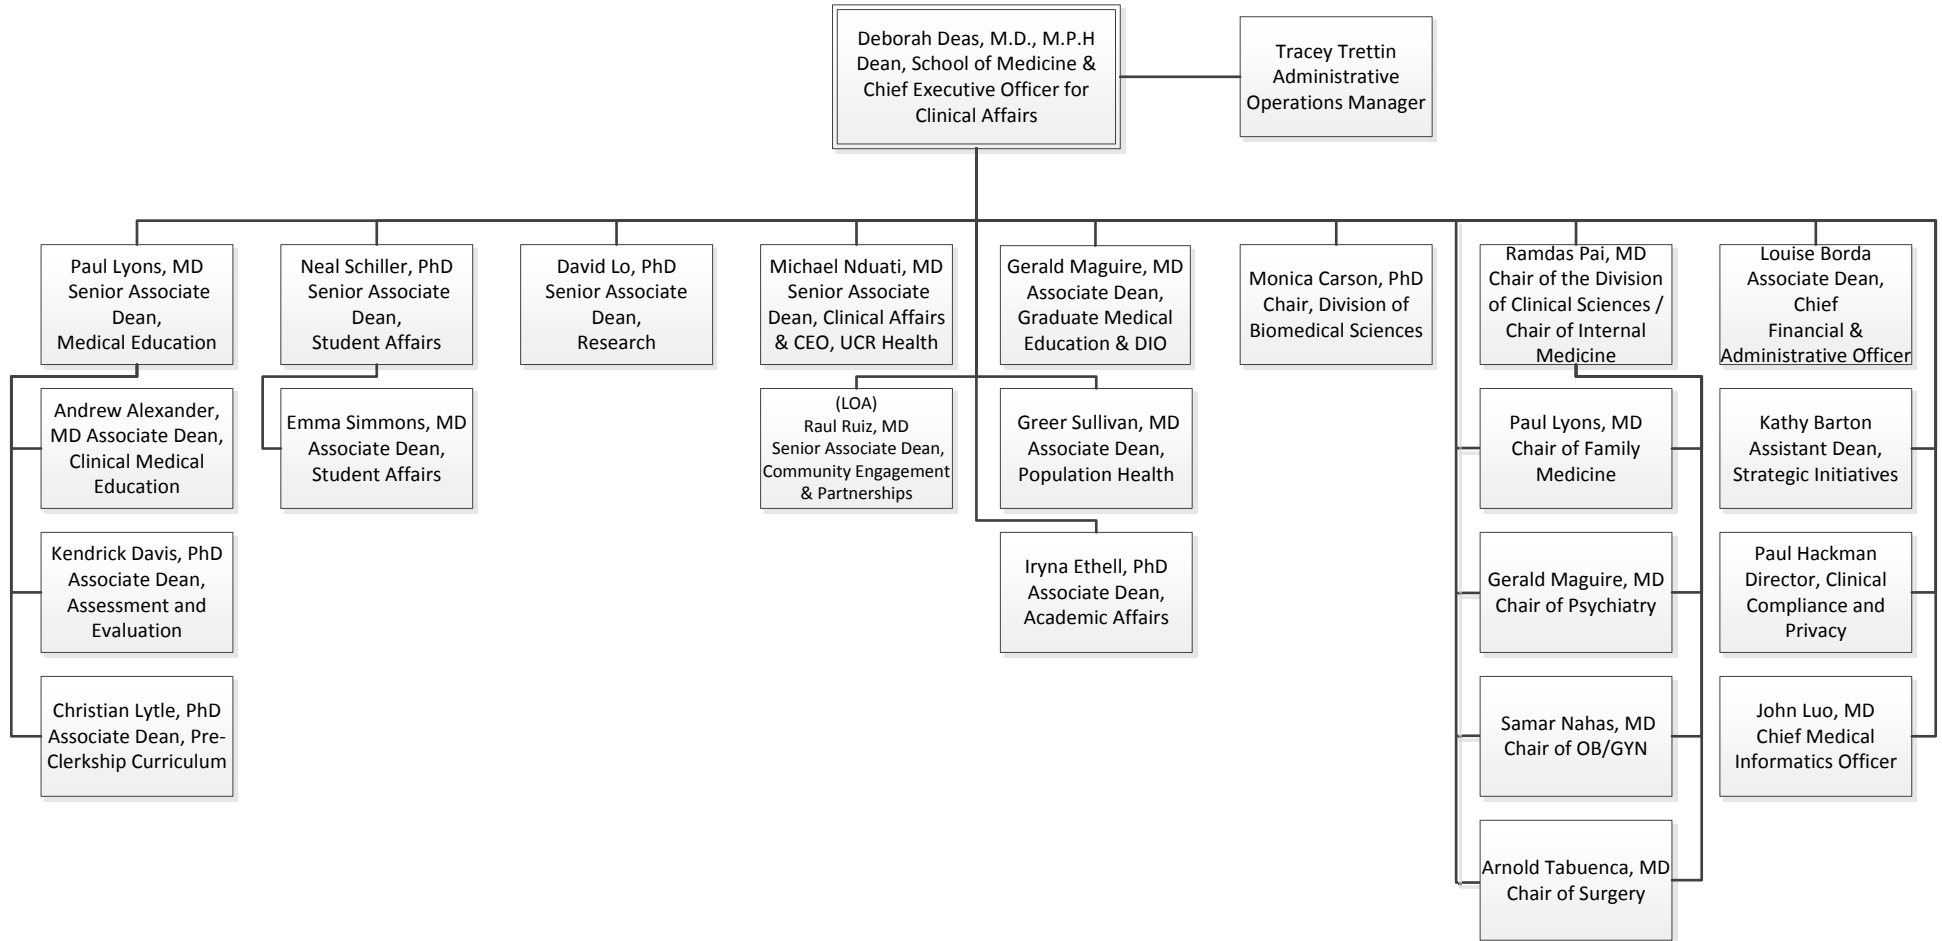 Deborah Deas, M.D., M.P.H
Dean, School of Medicine &
Chief Executive Officer for
Clinical Affairs
Tracey Trettin
Administrative
Operations Manager
Paul Lyons, MD
Senior Associate
Dean,
Medical Education
Neal Schiller, PhD
Senior Associate
Dean,
Student Affairs
David Lo, PhD
Senior Associate
Dean,
Research
Michael Nduati, MD
Senior Associate
Dean, Clinical Affairs
& CEO, UCR Health
Gerald Maguire, MD
Associate Dean,
Graduate Medical
Education & DIO
Monica Carson, PhD
Chair, Division of
Biomedical Sciences
Ramdas Pai, MD
Chair of the Division
of Clinical Sciences /
Chair of Internal
Medicine
Louise Borda
Associate Dean,
Chief
Financial &
Administrative Officer
Andrew Alexander,
MD Associate Dean,
Clinical Medical
Education
Emma Simmons, MD
Associate Dean,
Student Affairs
(LOA)
Raul Ruiz, MD
Senior Associate Dean,
Community Engagement
& Partnerships
Greer Sullivan, MD
Associate Dean,
Population Health
Paul Lyons, MD
Chair of Family
Medicine
Kathy Barton
Assistant Dean,
Strategic Initiatives
Kendrick Davis, PhD
Associate Dean,
Assessment and
Evaluation
Iryna Ethell, PhD
Associate Dean,
Academic Affairs
Gerald Maguire, MD
Chair of Psychiatry
Paul Hackman
Director, Clinical
Compliance and
Privacy
Christian Lytle, PhD
Associate Dean, Pre-
Clerkship Curriculum
Samar Nahas, MD
Chair of OB/GYN
John Luo, MD
Chief Medical
Informatics Officer
Arnold Tabuenca, MD
Chair of Surgery